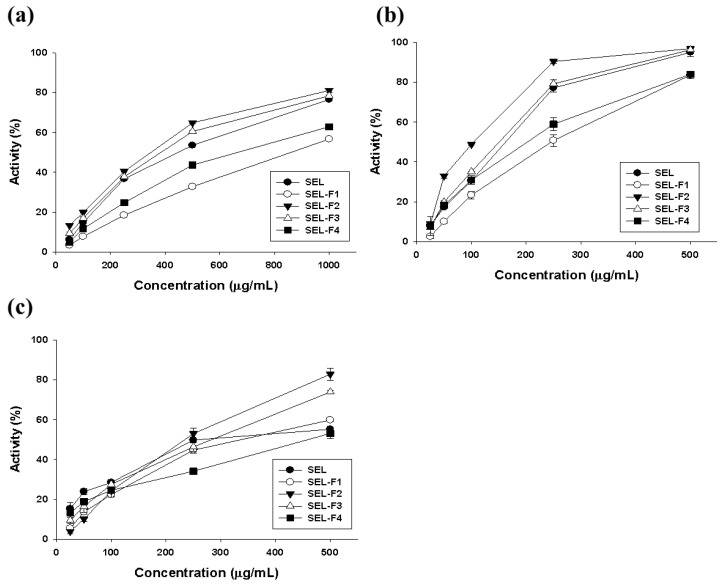 (a)
100
80
60
40
20
0
Activity (%)
0 200 400 600 800 1000
Concentration (μg/mL)
SEL
SEL-F1
SEL-F2
SEL-F3
SEL-F4
(b)
100
80
60
40
20
0
Activity (%)
0 100 200 300 400 500
Concentration (μg/mL)
SEL
SEL-F1
SEL-F2
SEL-F3
SEL-F4
(c)
100
80
60
40
20
0
Activity (%)
0 100 200 300 400 500
Concentration (μg/mL)
SEL
SEL-F1
SEL-F2
SEL-F3
SEL-F4